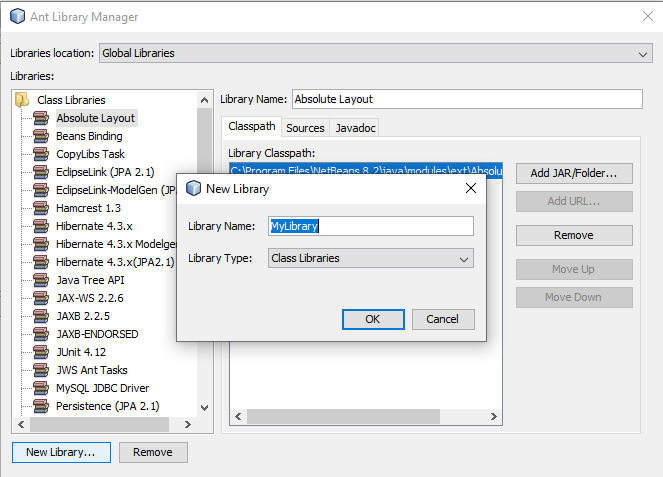 Ant Library Manager
Libraries location: Global Libraries
Libraries:
Class Libraries
Absolute Layout
Beans Binding
CopyLibs Task
EclipseLink (JPA 2.1)
EclipseLink-ModelGen (JPA
Hamcrest 1.3
Hibernate 4.3.x
Hibernate 4.3.x Modelgen
Hibernate 4.3.x(JPA2.1)
Java Tree API
JAX-WS 2.2.6
JAXB 2.2.5
JAXB-ENDORSED
JUnit 4.12
JWS Ant Tasks
MySQL JDBC Driver
Persistence (JPA 2.1)
New Library...
Remove
Library Name: Absolute Layout
Classpath Sources Javadoc
Library Classpath:
C:\Program Files\NetBeans 8.2\java\modules\ext\Absolu
Add JAR/Folder...
Add URL...
Remove
Move Up
Move Down
New Library
Library Name: MyLibrary
Library Type: Class Libraries
OK Cancel